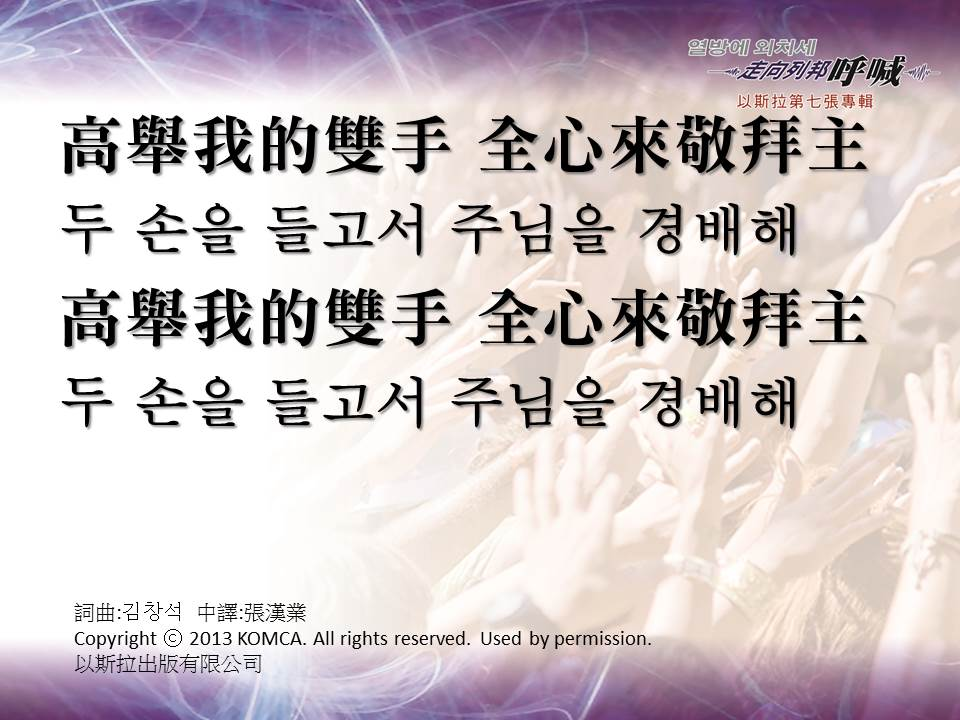 열방에 외치세
走向列邦呼喊
以斯拉第七張專輯
高舉我的雙手 全心來敬拜主
두 손을 들고서 주님을 경배해
高舉我的雙手 全心來敬拜主
두 손을 들고서 주님을 경배해
詞曲:김창석 中譯:張漢業
Copyright ⓒ 2013 KOMCA. All rights reserved. Used by permission.
以斯拉出版有限公司